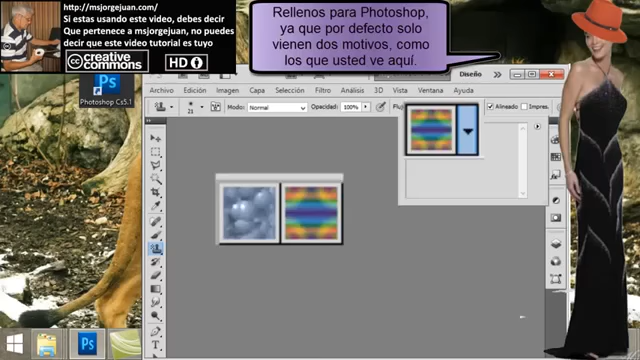 http://msjorgejuan.com/
Si estas usando este video, debes decir
Que pertenece a msjorgejuan, no puedes
decir que este video tutorial es tuyo
creative
commons
HD
Rellenos para Photoshop,
ya que por defecto solo
vienen dos motivos, como
los que usted ve aquí.
Ps
Photoshop Cs5.1
Diseño
Archivo Edición Imagen Capa Selección Filtro Análisis 3D Vista Ventana Ayuda
21 Modo: Normal Opacidad: 100% Alineado Impres.
Ps